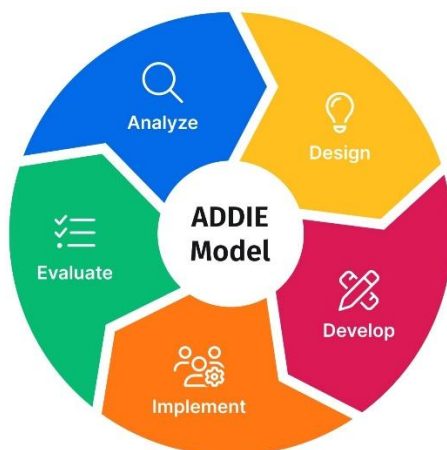 Analyze
Design
ADDIE
Model
Evaluate
Develop
Implement